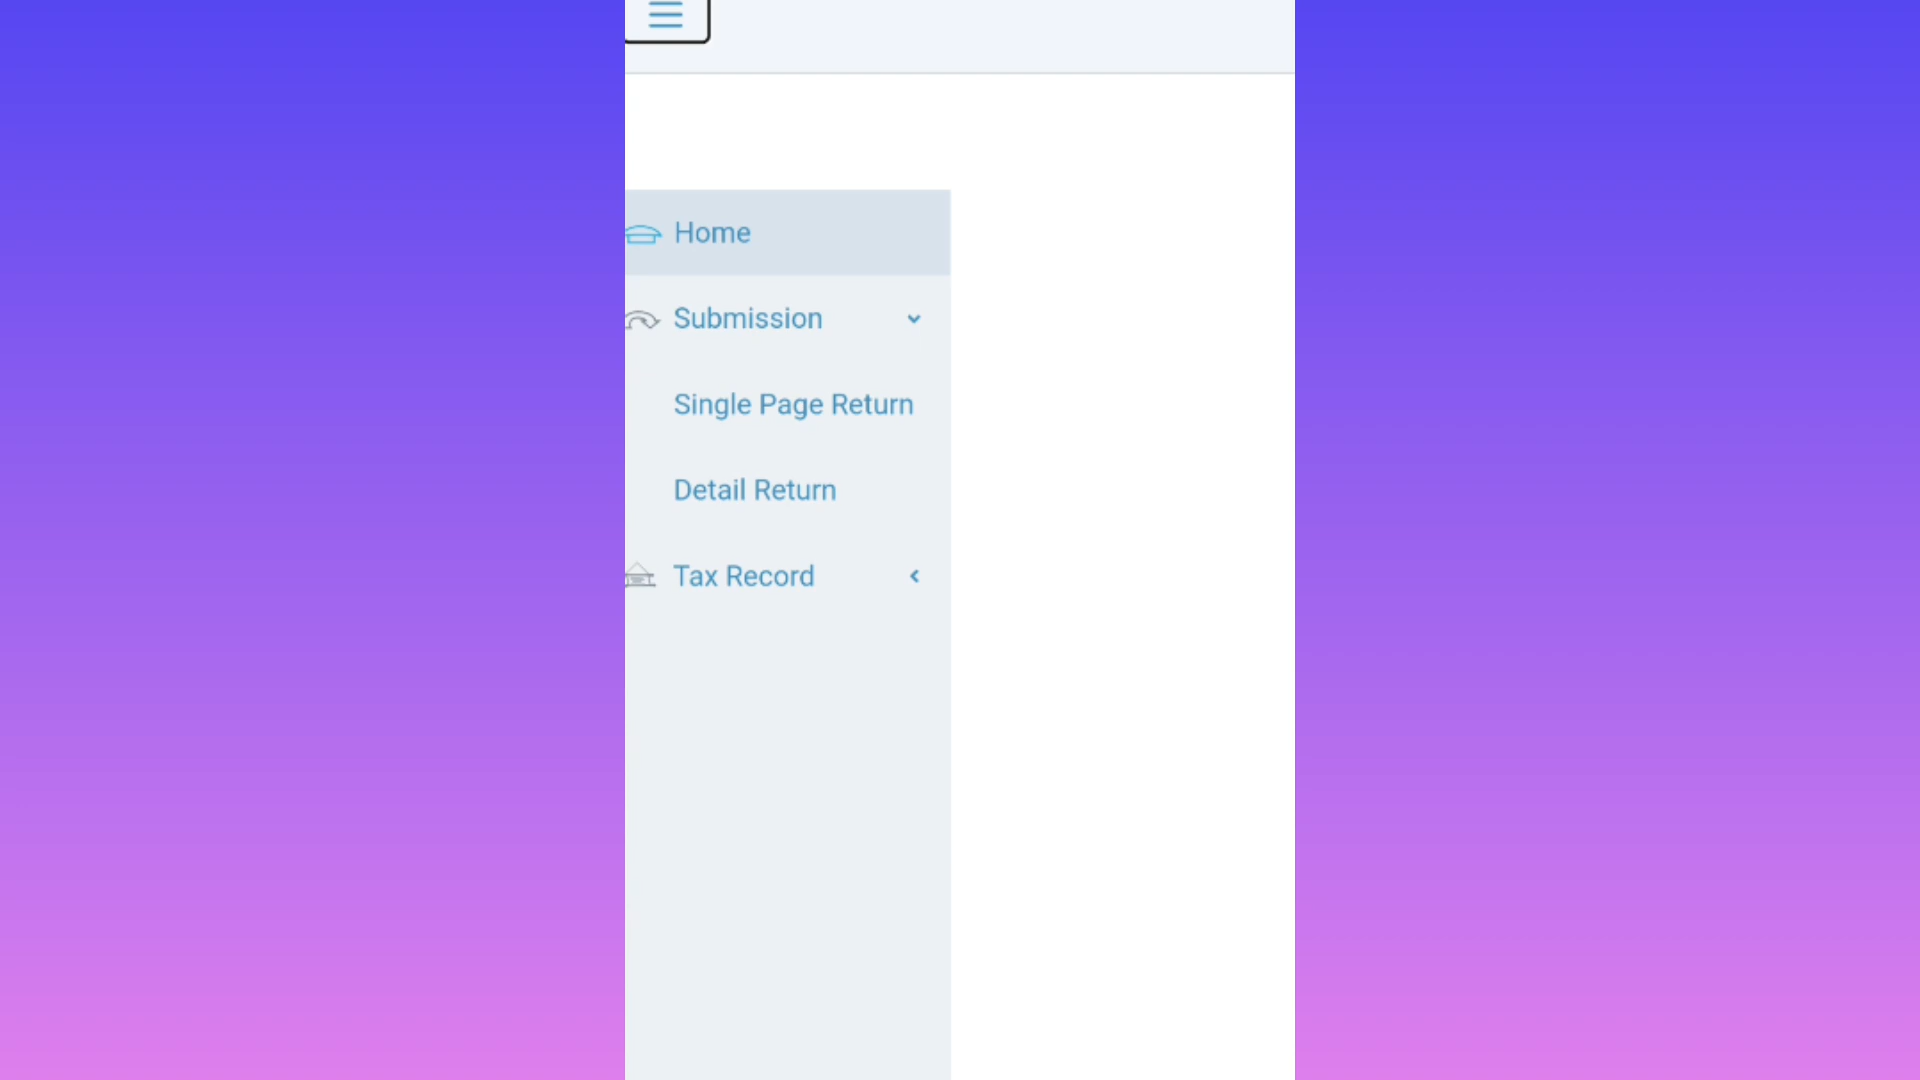 Home
Submission
Single Page Return
Detail Return
Tax Record